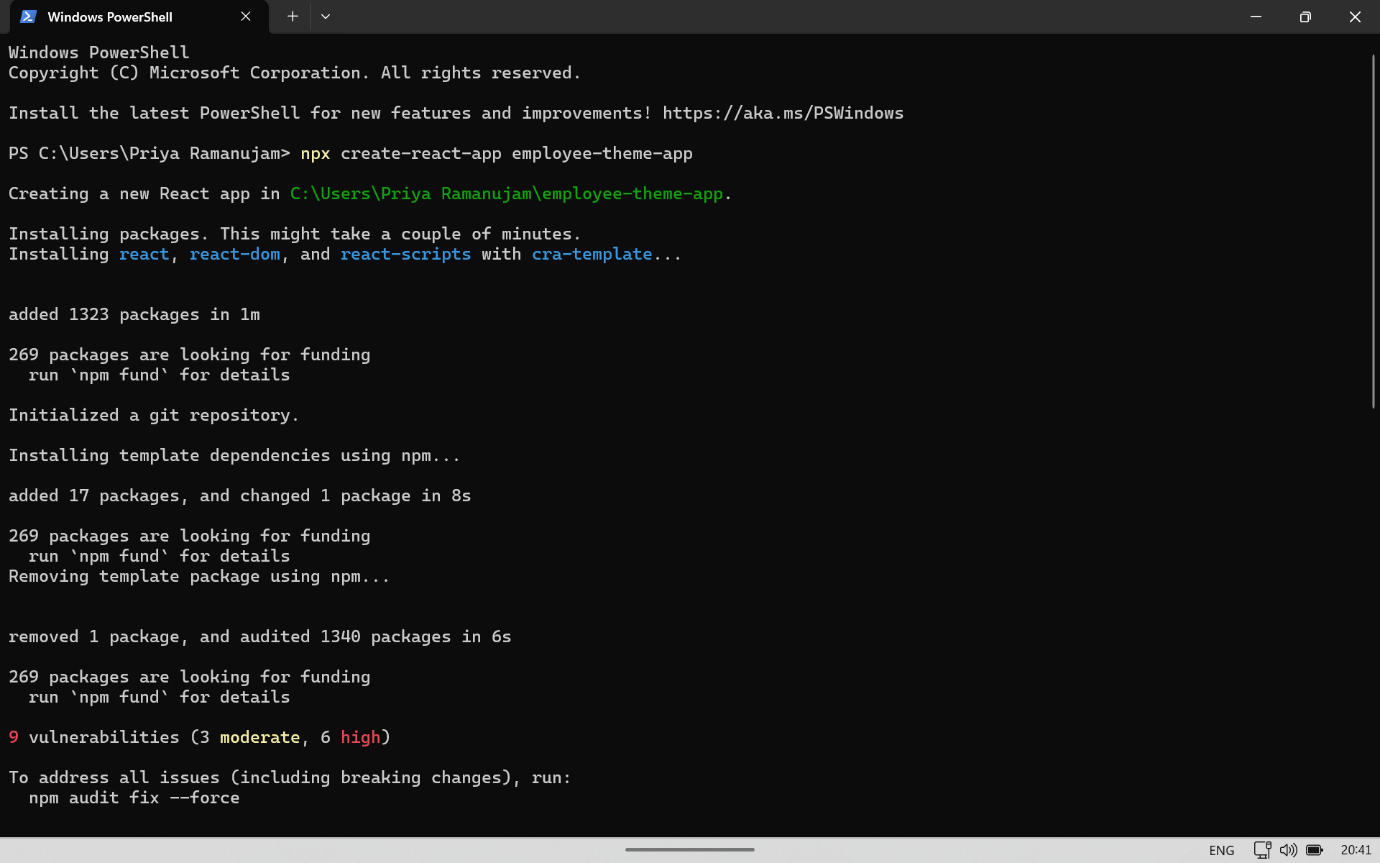 Windows PowerShell
Windows PowerShell
Copyright (C) Microsoft Corporation. All rights reserved.
Install the latest PowerShell for new features and improvements! https://aka.ms/PSWindows
PS C:\Users\Priya Ramanujam> npx create-react-app employee-theme-app
Creating a new React app in C:\Users\Priya Ramanujam\employee-theme-app.
Installing packages. This might take a couple of minutes.
Installing react, react-dom, and react-scripts with cra-template...
added 1323 packages in 1m
269 packages are looking for funding
  run `npm fund` for details
Initialized a git repository.
Installing template dependencies using npm...
added 17 packages, and changed 1 package in 8s
269 packages are looking for funding
  run `npm fund` for details
Removing template package using npm...
removed 1 package, and audited 1340 packages in 6s
269 packages are looking for funding
  run `npm fund` for details
9 vulnerabilities (3 moderate, 6 high)
To address all issues (including breaking changes), run:
  npm audit fix --force
ENG 20:41